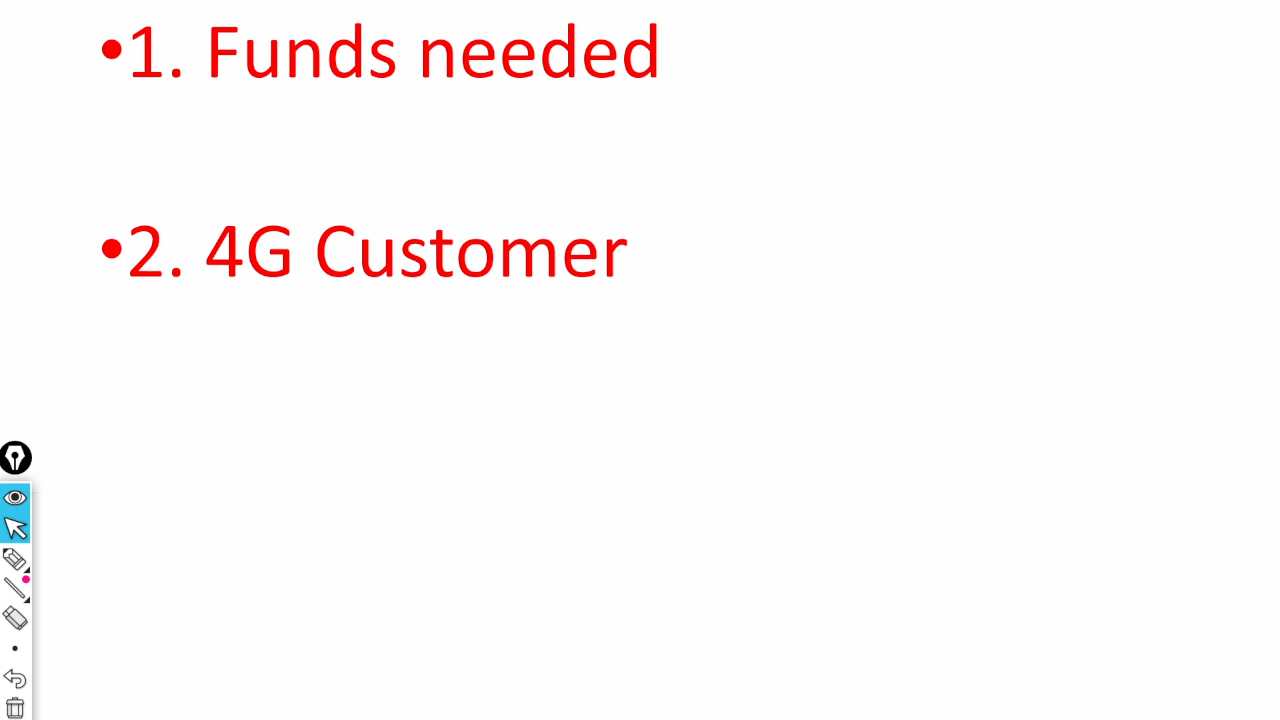 •1. Funds needed
•2. 4G Customer